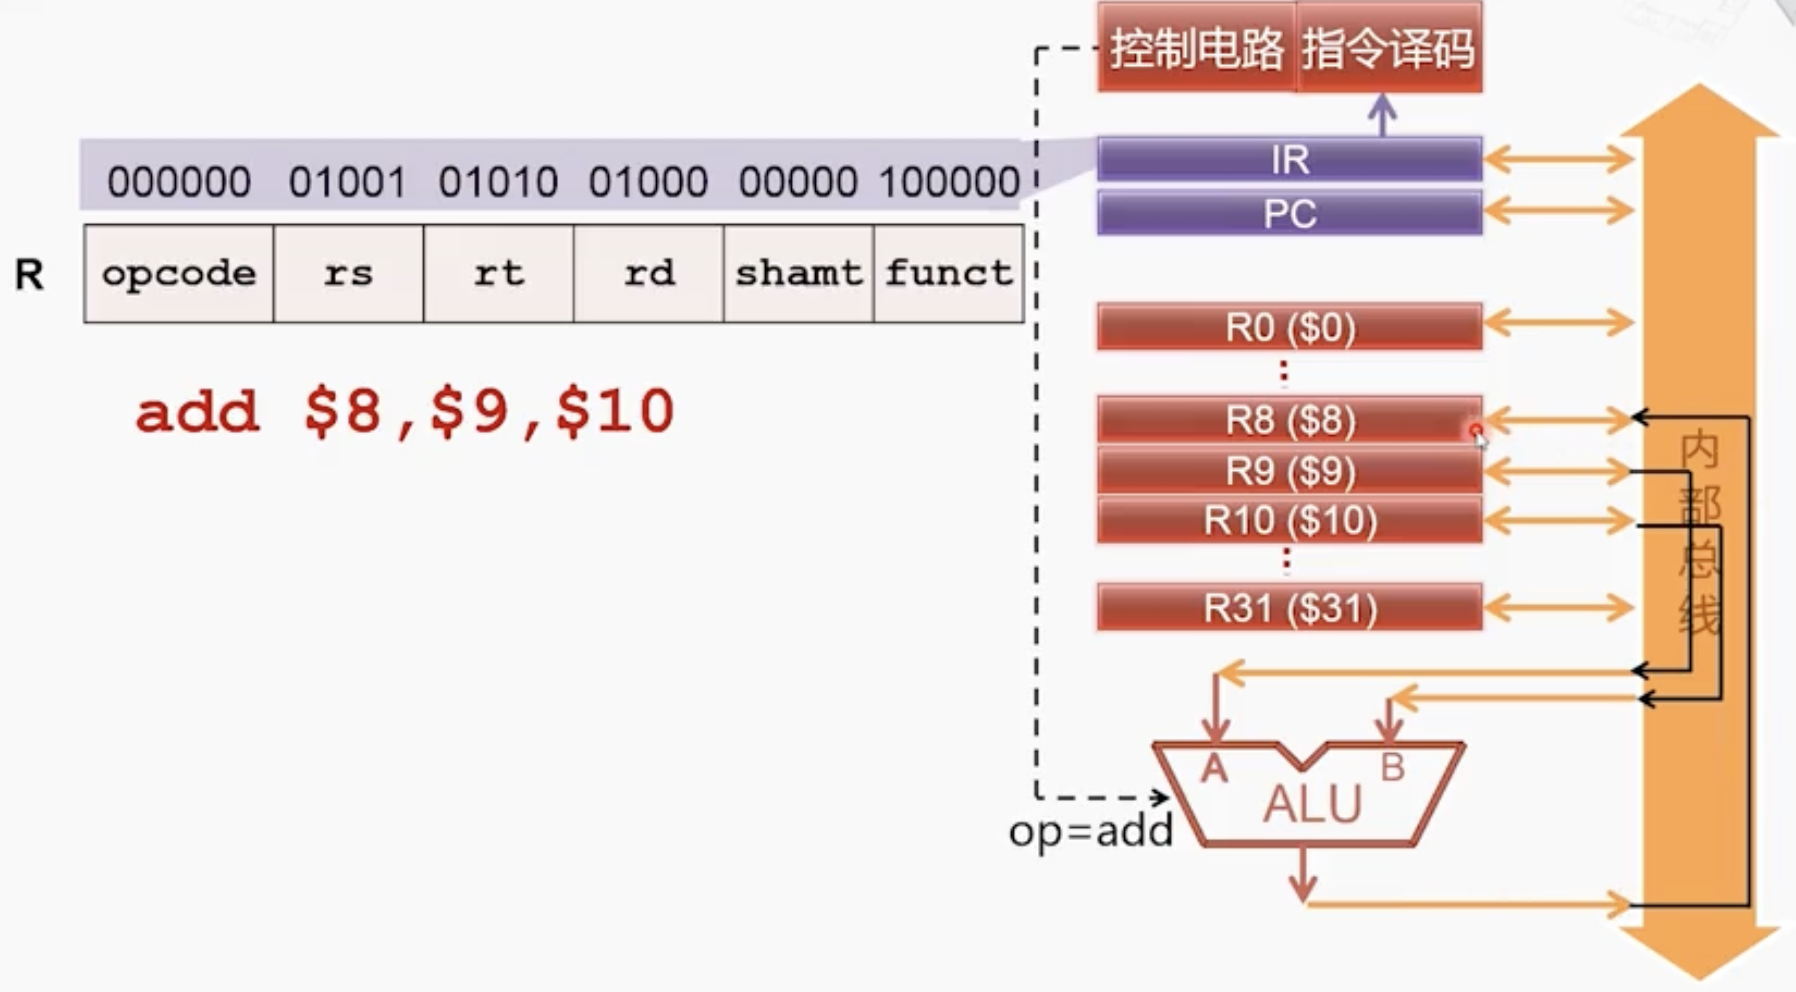 控制电路 指令译码
000000 01001 01010 01000 00000 100000
IR
PC
R opcode rs rt rd shamt funct
R0 ($0)
add $8,$9,$10
R8 ($8)
R9 ($9)
R10 ($10)
R31 ($31)
内部总线
A B
ALU
op=add